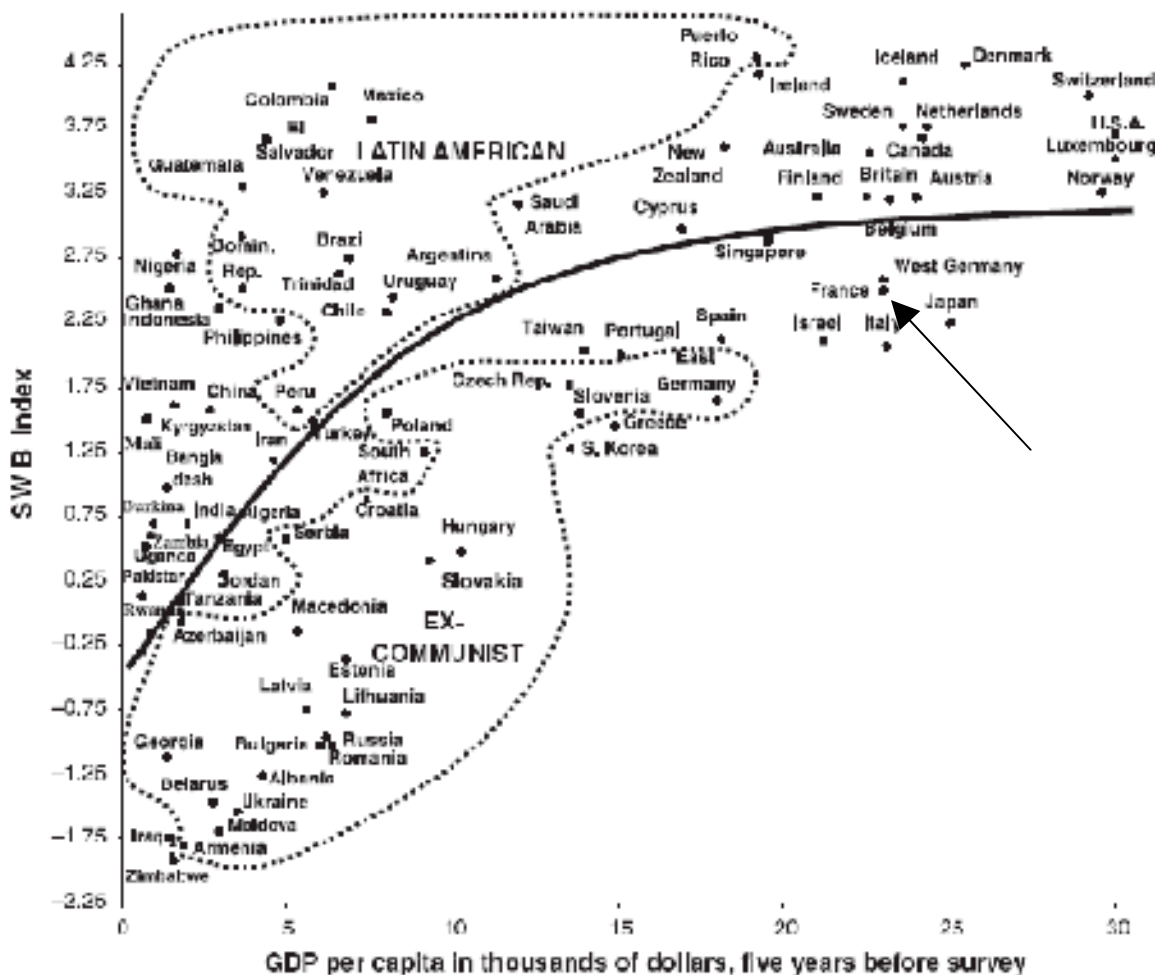 SWB Index
4.25
3.75
3.25
2.75
2.25
1.75
1.25
0.75
0.25
-0.25
-0.75
-1.25
-1.75
-2.25
Puerto
Rico
Ireland
Iceland
Denmark
Switzerland
Colombia
Mexico
El
Salvador
LATIN AMERICAN
Guatemala
Venezuela
Sweden
Netherlands
U.S.A.
Australia
Canada
Luxembourg
New
Zealand
Finland
Britain
Austria
Norway
Saudi
Arabia
Cyprus
Singapore
Belgium
Nigeria
Domin.
Rep.
Brazi
Trinidad
Argentina
Uruguay
West Germany
France
Japan
Ghana
Indonesia
Chile
Philippines
Taiwan
Portugal
Spain
Israel
Italy
East
Germany
Vietnam
China
Peru
Czech Rep.
Slovenia
Mali
Kyrgyzstan
Iran
Turkey
Poland
Greece
S. Korea
Bangla
desh
South
Africa
Burkina
India
Algeria
Croatia
Zambia
Uganda
Egypt
Serbia
Hungary
Slovakia
Pakistan
Jordan
Tanzania
Macedonia
Azerbaijan
EX-
COMMUNIST
Estonia
Latvia
Lithuania
Georgia
Bulgaria
Russia
Romania
Belarus
Albania
Ukraine
Moldova
Iraq
Armenia
Zimbabwe
0 5 10 15 20 25 30
GDP per capita in thousands of dollars, five years before survey